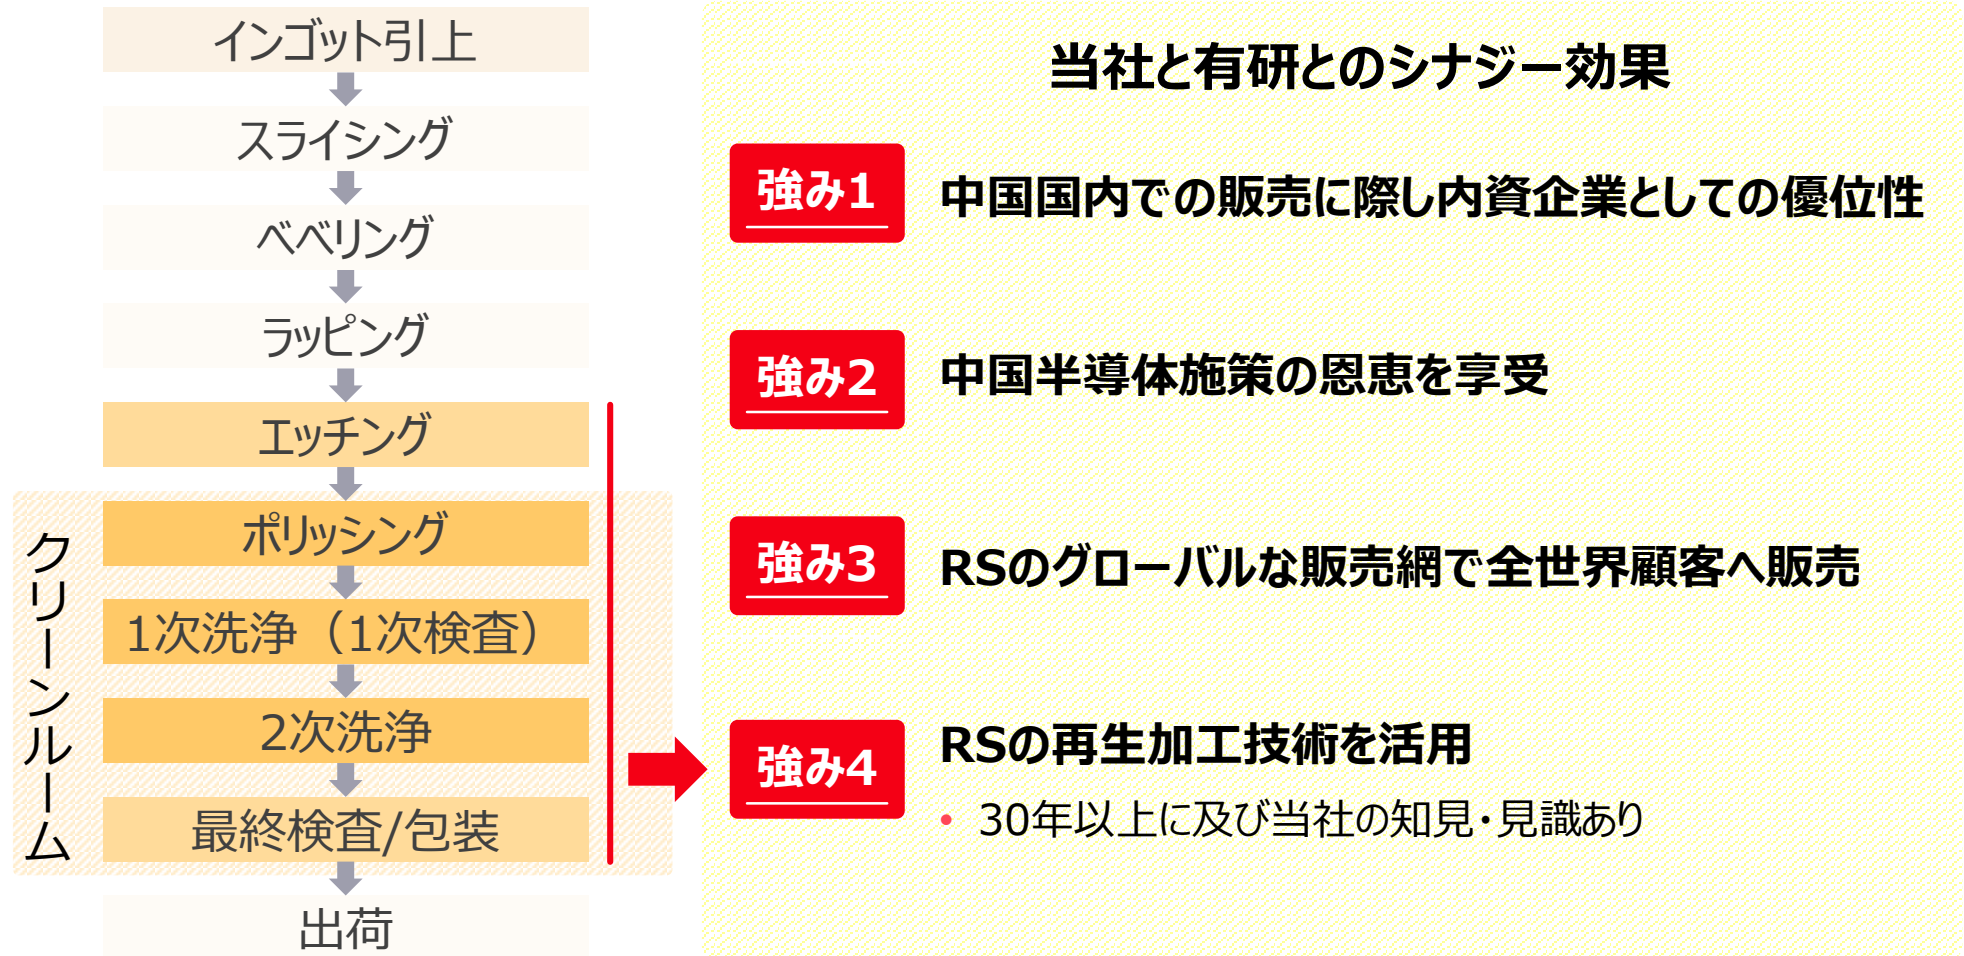 インゴット引上
スライシング
べべリング
ラッピング
エッチング
ポリッシング
1次洗浄（1次検査）
2次洗浄
最終検査/包装
出荷
クリーンルーム
当社と有研とのシナジー効果
強み1
中国国内での販売に際し内資企業としての優位性
強み2
中国半導体施策の恩恵を享受
強み3
RSのグローバルな販売網で全世界顧客へ販売
強み4
RSの再生加工技術を活用
• 30年以上に及び当社の知見・見識あり